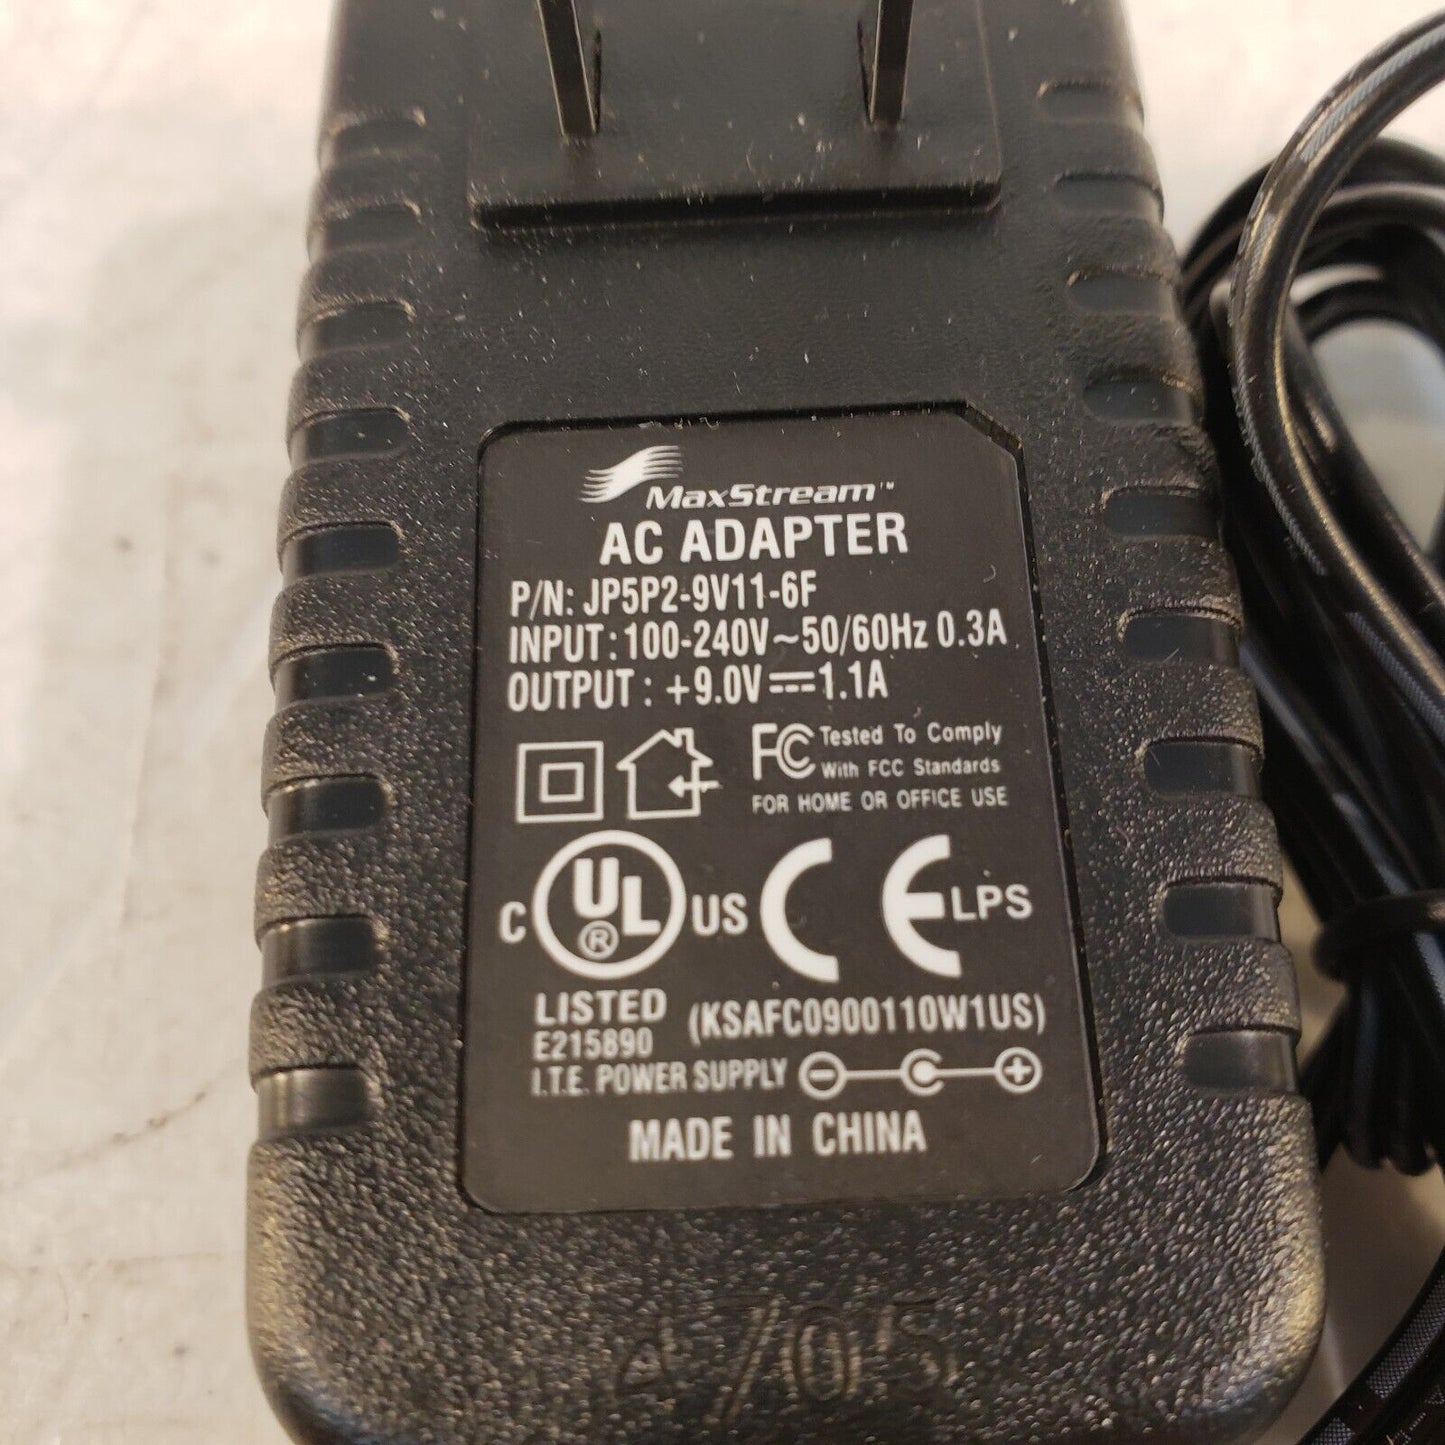 MaxStream™
AC ADAPTER
P/N: JP5P2-9V11-6F
INPUT: 100-240V~50/60Hz 0.3A
OUTPUT: +9.0V⎓1.1A
FC Tested To Comply
With FCC Standards
FOR HOME OR OFFICE USE
C UL® US CE LPS
LISTED
E215890
(KSAFC0900110W1US)
I.T.E. POWER SUPPLY
MADE IN CHINA